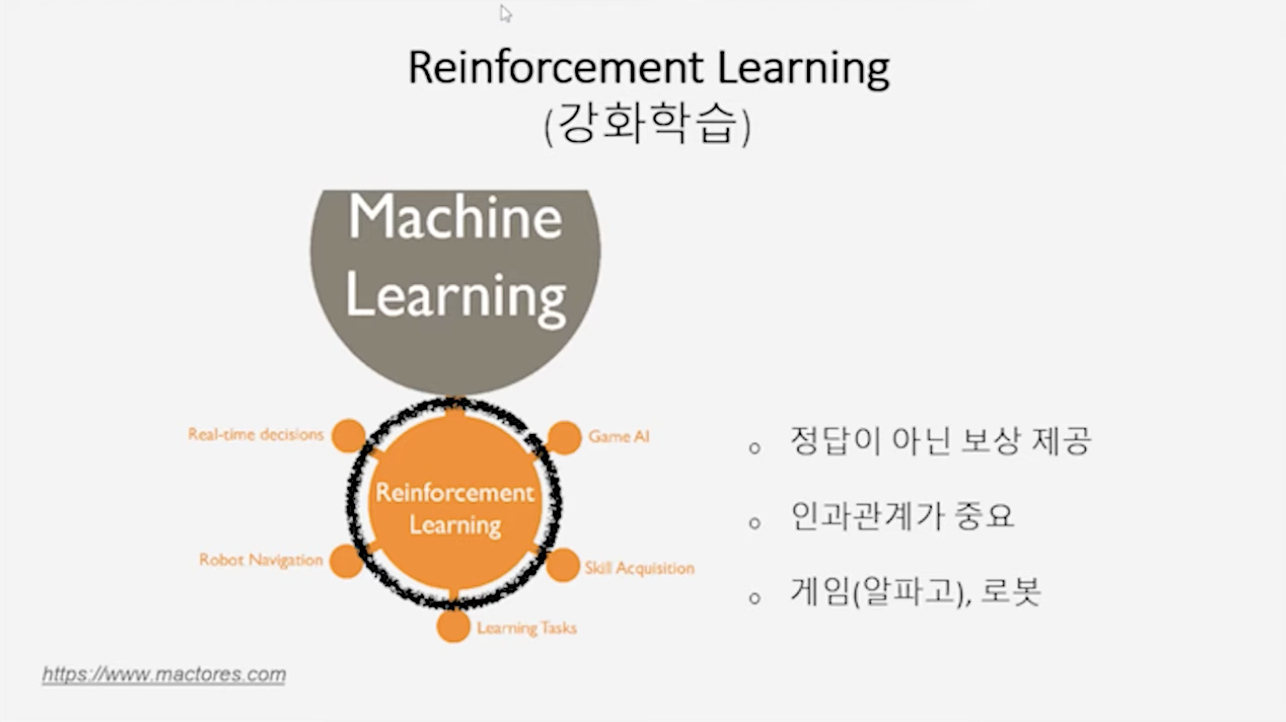 Reinforcement Learning
(강화학습)
Machine
Learning
Real-time decisions
Game AI
Reinforcement
Learning
Robot Navigation
Skill Acquisition
Learning Tasks
정답이 아닌 보상 제공
인과관계가 중요
게임(알파고), 로봇
https://www.mactores.com